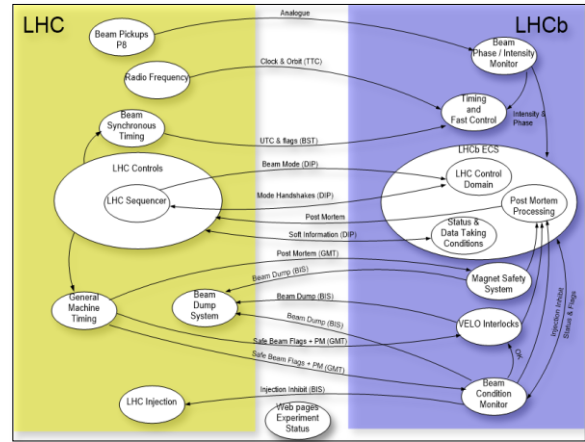 LHC
LHCb
Analogue
Beam Pickups
P8
Beam
Phase / Intensity
Monitor
Radio Frequency
Clock & Orbit (TTC)
Timing
and
Fast Control
Intensity &
Phase
Beam
Synchronous
Timing
UTC & flags (BST)
LHCb ECS
LHC Controls
Beam Mode (DIP)
LHC Control
Domain
LHC Sequencer
Mode Handshakes (DIP)
Post Mortem
Processing
Post Mortem
Status &
Data Taking
Conditions
Soft Information (DIP)
Post Mortem (GMT)
Beam Dump (BIS)
Magnet Safety
System
General
Machine
Timing
Beam
Dump
System
Beam Dump (BIS)
VELO Interlocks
Injection Inhibit
Status & Flags
Beam Dump (BIS)
Safe Beam Flags + PM (GMT)
Safe Beam Flags + PM (GMT)
OK
Beam
Condition
Monitor
Injection Inhibit (BIS)
LHC Injection
Web pages
Experiment
Status